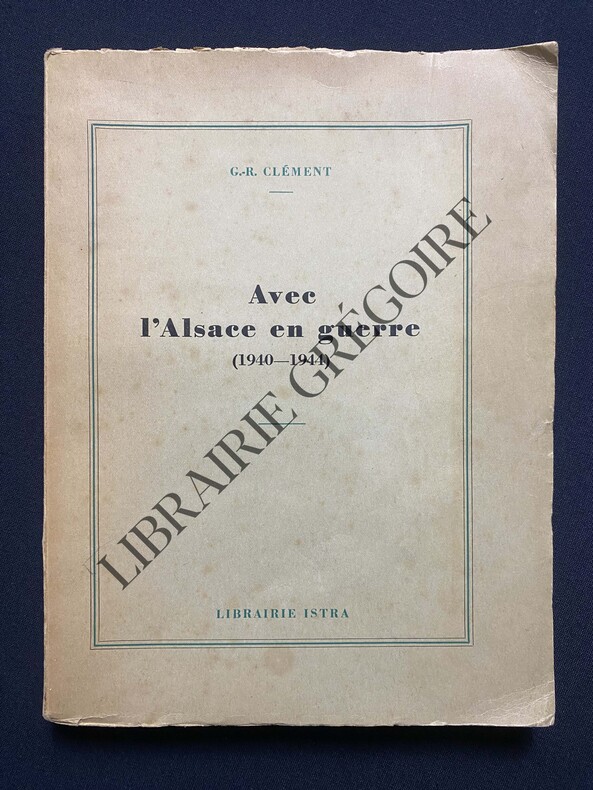 G.-R. CLÉMENT
Avec
l'Alsace en guerre
(1940—1944)
LIBRAIRIE GRÉGOIRE
LIBRAIRIE ISTRA